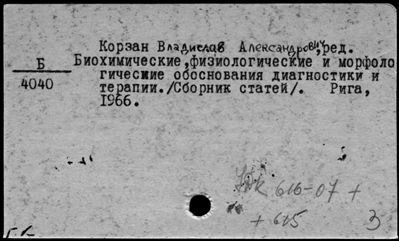 Корзан Владислав Александрович, ред.
Б
4040
Биохимические, физиологические и морфоло
гические обоснования диагностики и
терапии./Сборник статей/. Рига,
1966.
616-07 +
+ 615